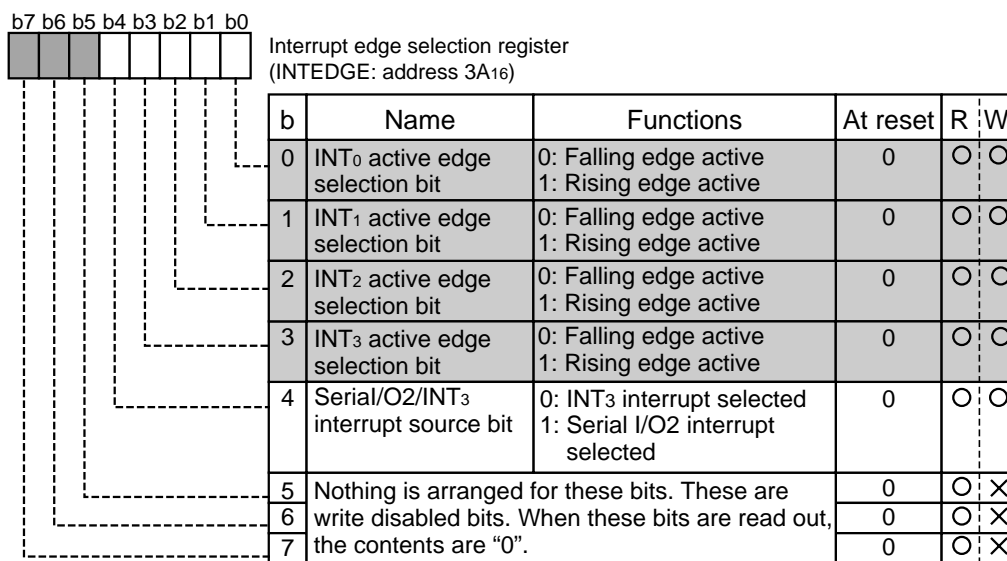 b7 b6 b5 b4 b3 b2 b1 b0
Interrupt edge selection register
(INTEDGE: address 3A16)
b Name Functions At reset R W
0 INT0 active edge selection bit 0: Falling edge active 1: Rising edge active 0 O O
1 INT1 active edge selection bit 0: Falling edge active 1: Rising edge active 0 O O
2 INT2 active edge selection bit 0: Falling edge active 1: Rising edge active 0 O O
3 INT3 active edge selection bit 0: Falling edge active 1: Rising edge active 0 O O
4 Serial/O2/INT3 interrupt source bit 0: INT3 interrupt selected 1: Serial I/O2 interrupt selected 0 O O
5 Nothing is arranged for these bits. These are 0 O ×
6 write disabled bits. When these bits are read out, 0 O ×
7 the contents are “0”. 0 O ×